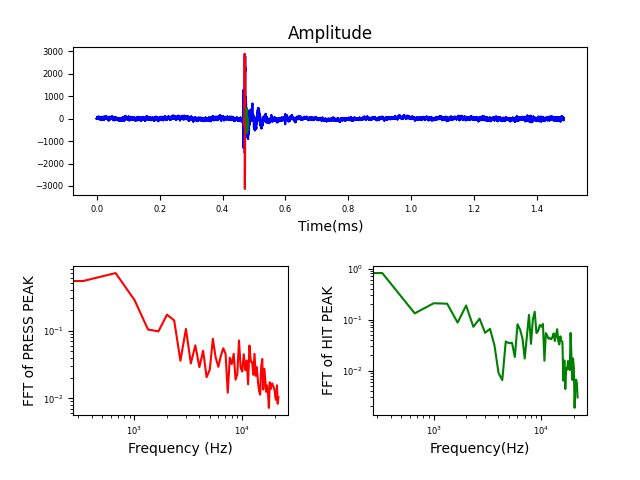 Amplitude
3000
2000
1000
0
−1000
−2000
−3000
0.0 0.2 0.4 0.6 0.8 1.0 1.2 1.4
Time(ms)
FFT of PRESS PEAK
10⁻¹
10⁻²
10³ 10⁴
Frequency (Hz)
FFT of HIT PEAK
10⁰
10⁻¹
10⁻²
10³ 10⁴
Frequency(Hz)